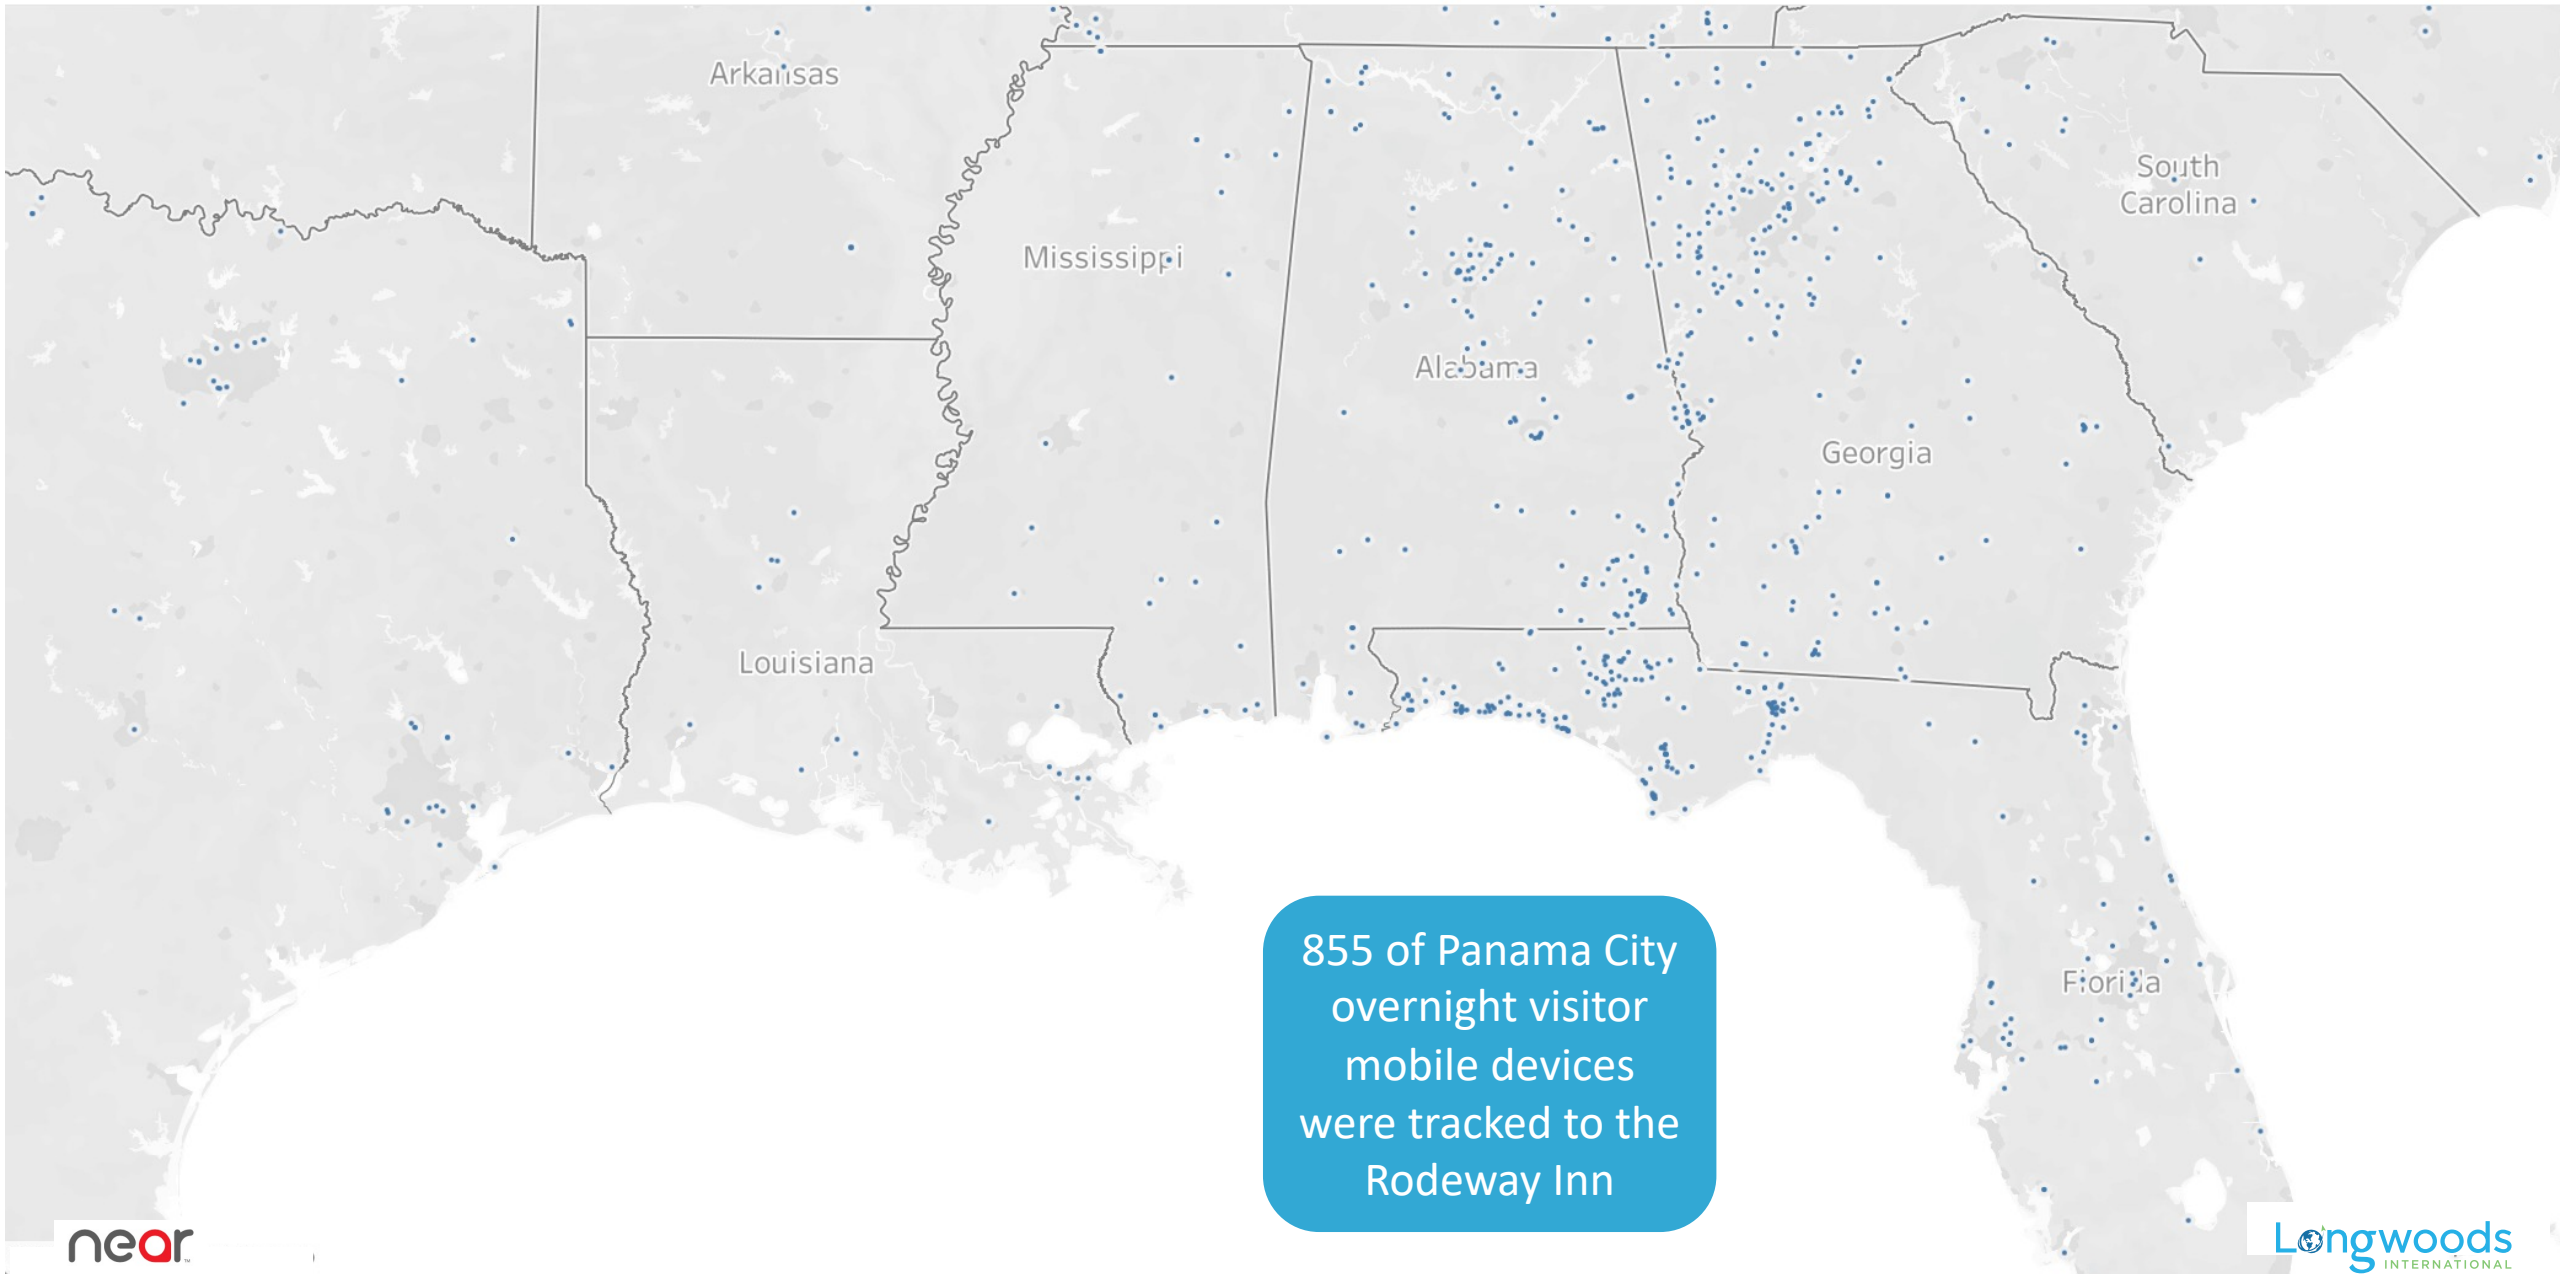 Arkansas
South
Carolina
Mississippi
Alabama
Georgia
Louisiana
855 of Panama City
overnight visitor
mobile devices
were tracked to the
Rodeway Inn
Florida
near
Longwoods
INTERNATIONAL